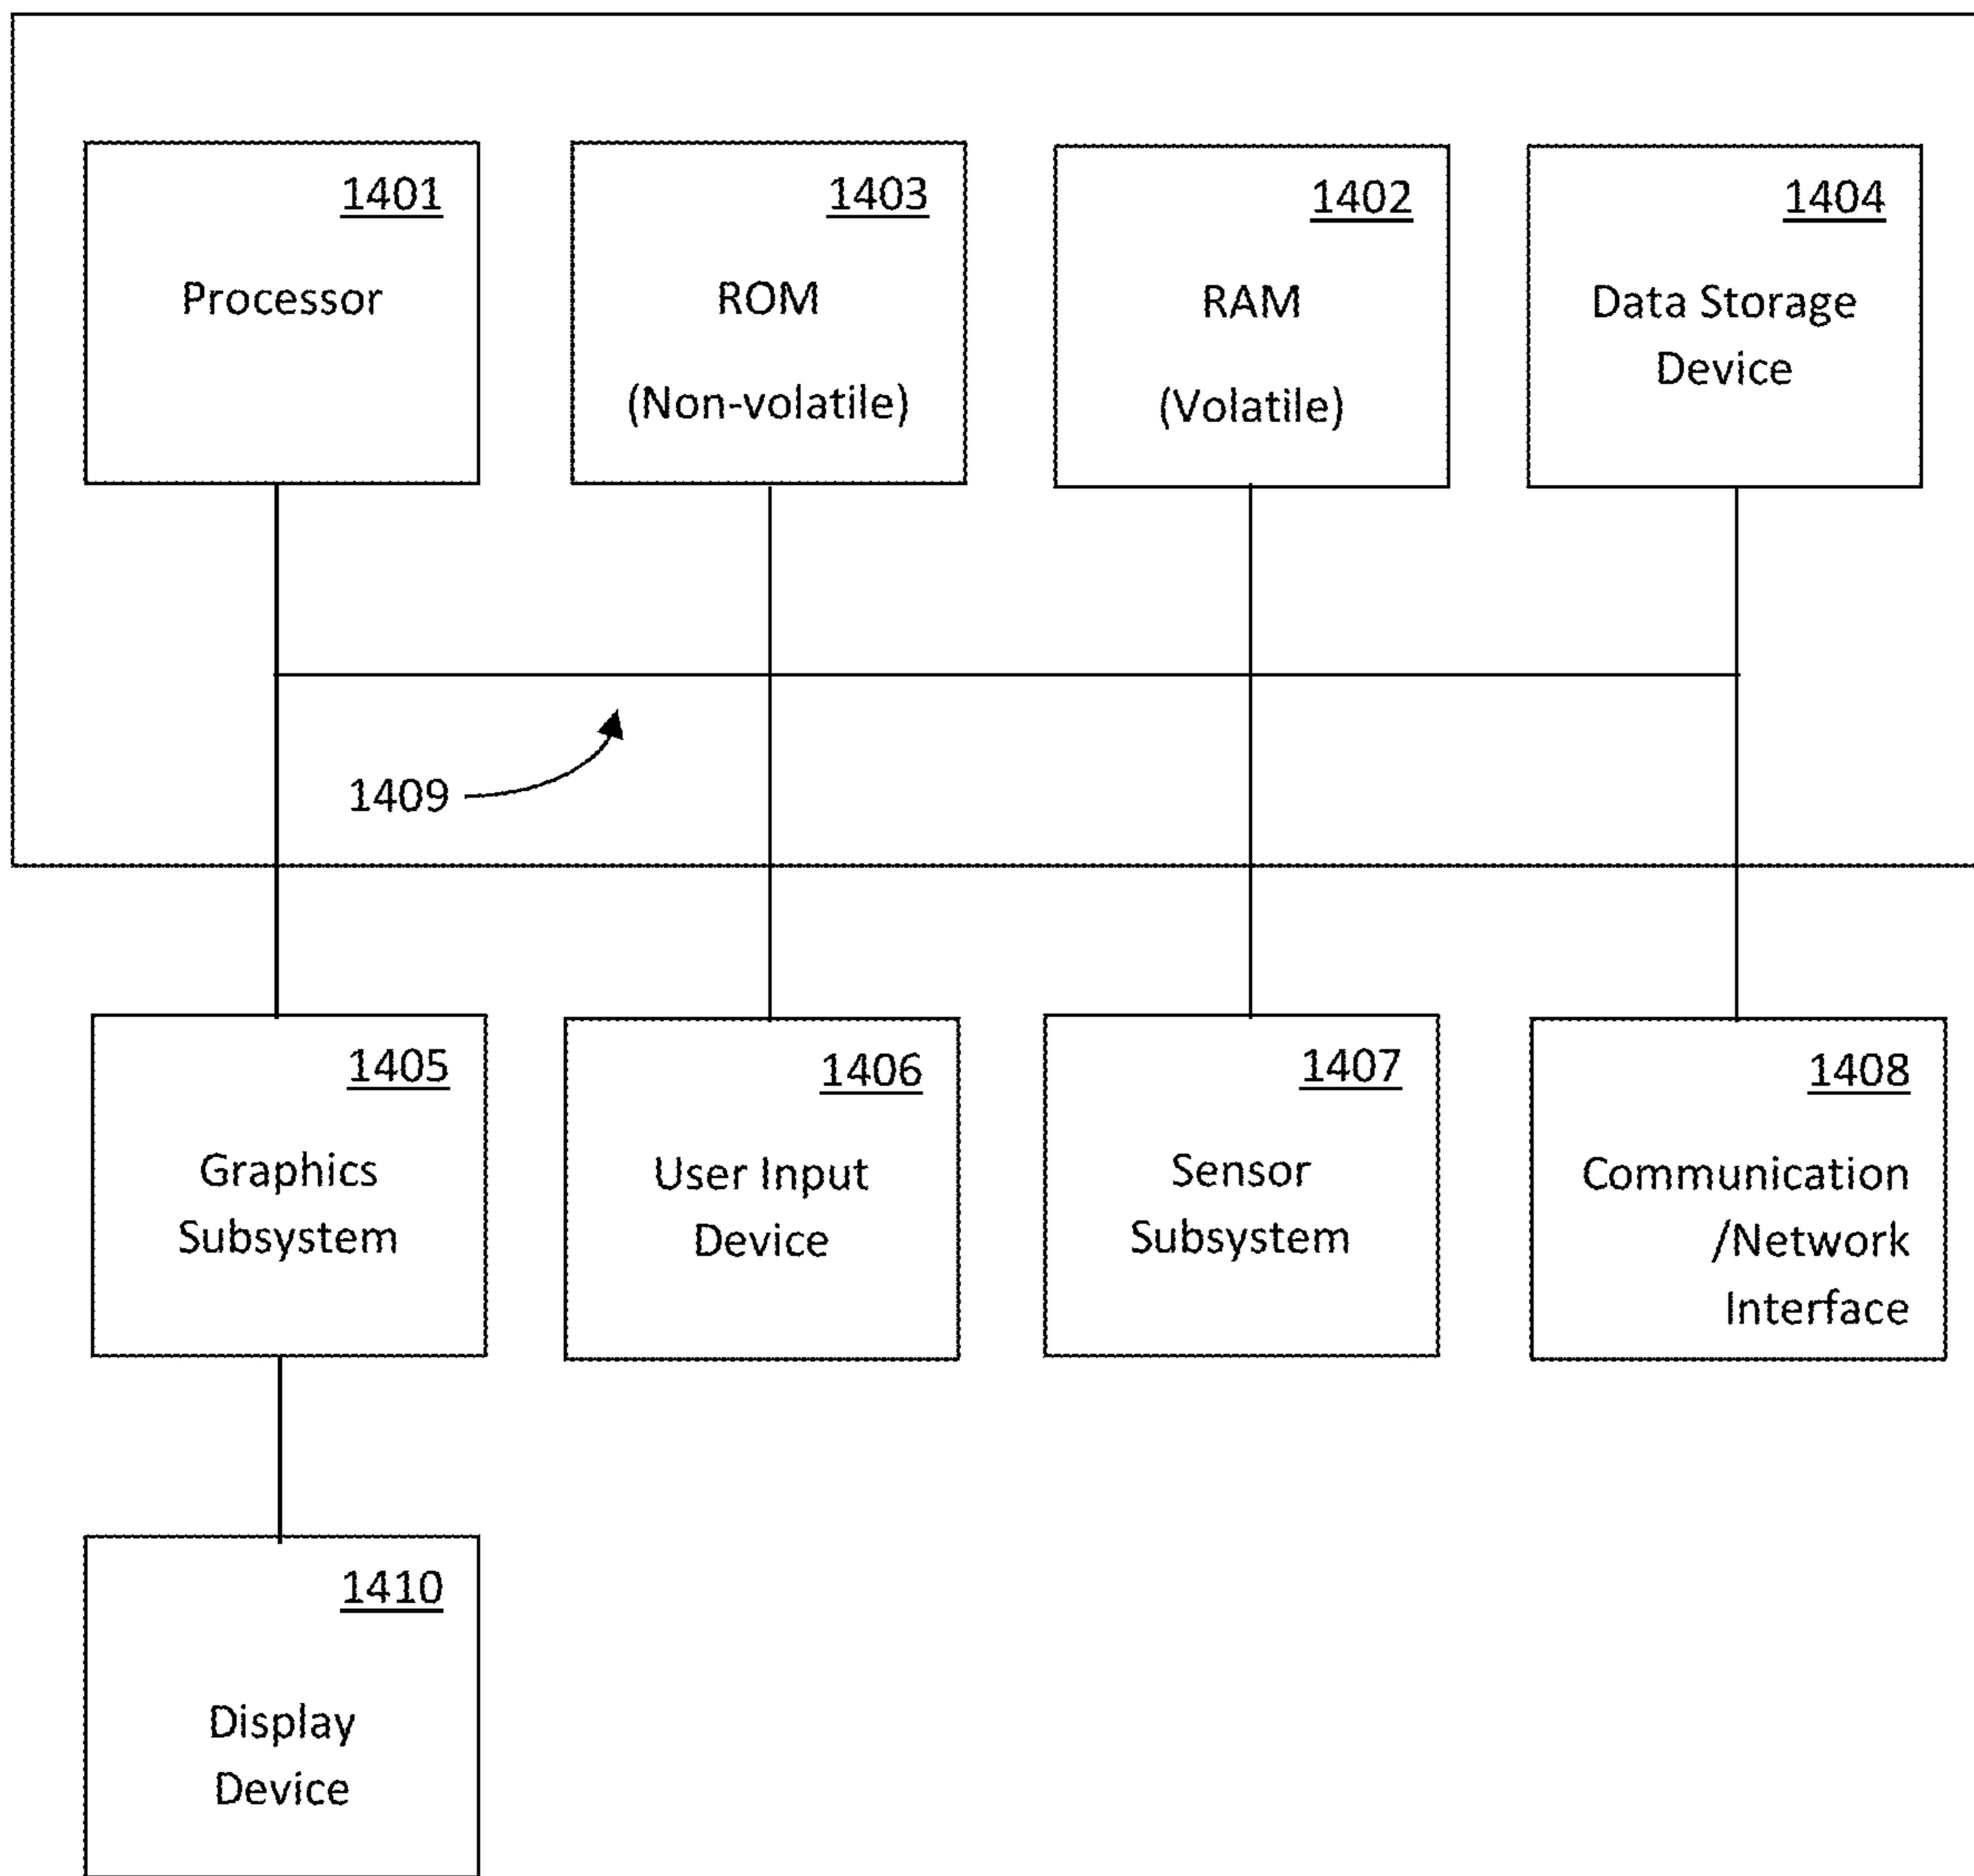 1401
Processor
1403
ROM
(Non-volatile)
1402
RAM
(Volatile)
1404
Data Storage
Device
1409
1405
Graphics
Subsystem
1406
User Input
Device
1407
Sensor
Subsystem
1408
Communication
/Network
Interface
1410
Display
Device